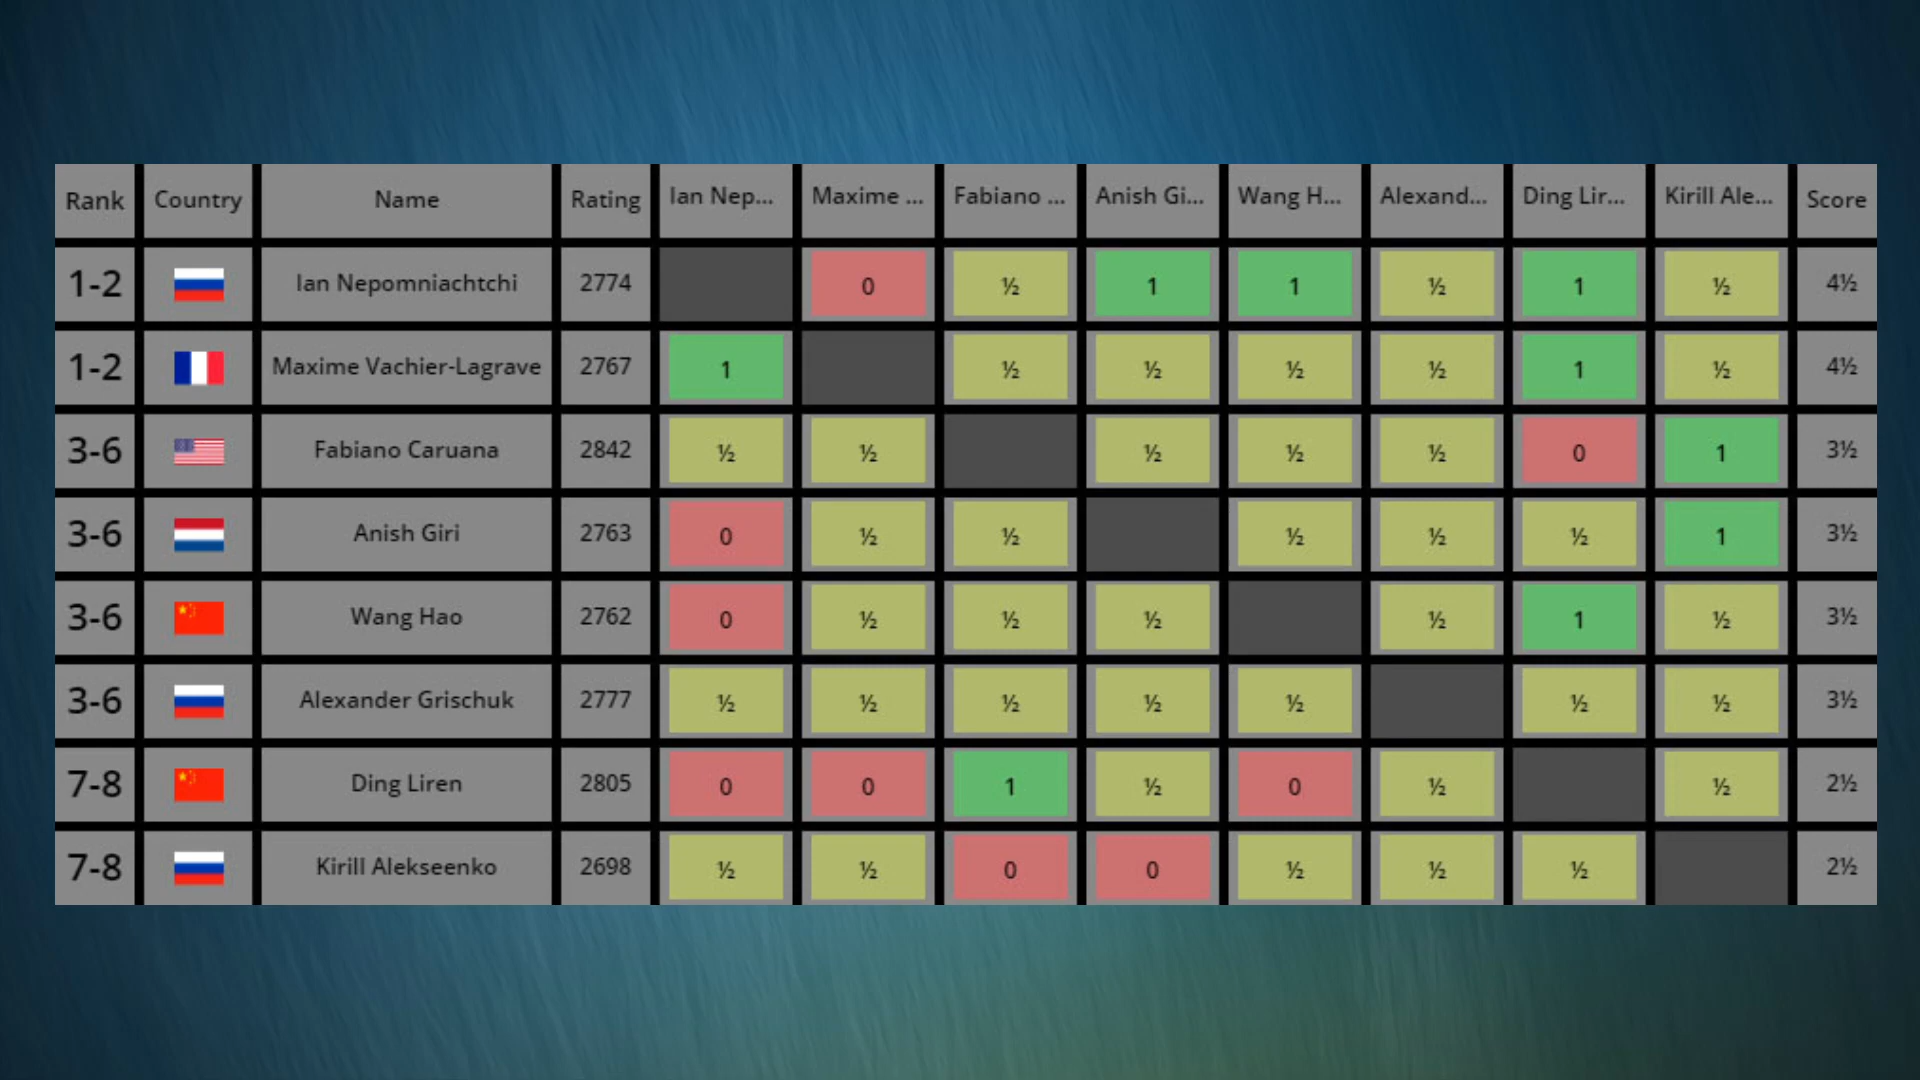 Rank Country Name Rating Ian Nep... Maxime ... Fabiano ... Anish Gi... Wang H... Alexand... Ding Lir... Kirill Ale... Score
1-2 Ian Nepomniachtchi 2774 0 ½ 1 1 ½ 1 ½ 4½
1-2 Maxime Vachier-Lagrave 2767 1 ½ ½ ½ ½ 1 ½ 4½
3-6 Fabiano Caruana 2842 ½ ½ ½ ½ ½ 0 1 3½
3-6 Anish Giri 2763 0 ½ ½ ½ ½ ½ 1 3½
3-6 Wang Hao 2762 0 ½ ½ ½ ½ 1 ½ 3½
3-6 Alexander Grischuk 2777 ½ ½ ½ ½ ½ ½ ½ 3½
7-8 Ding Liren 2805 0 0 1 ½ 0 ½ ½ 2½
7-8 Kirill Alekseenko 2698 ½ ½ 0 0 ½ ½ ½ 2½